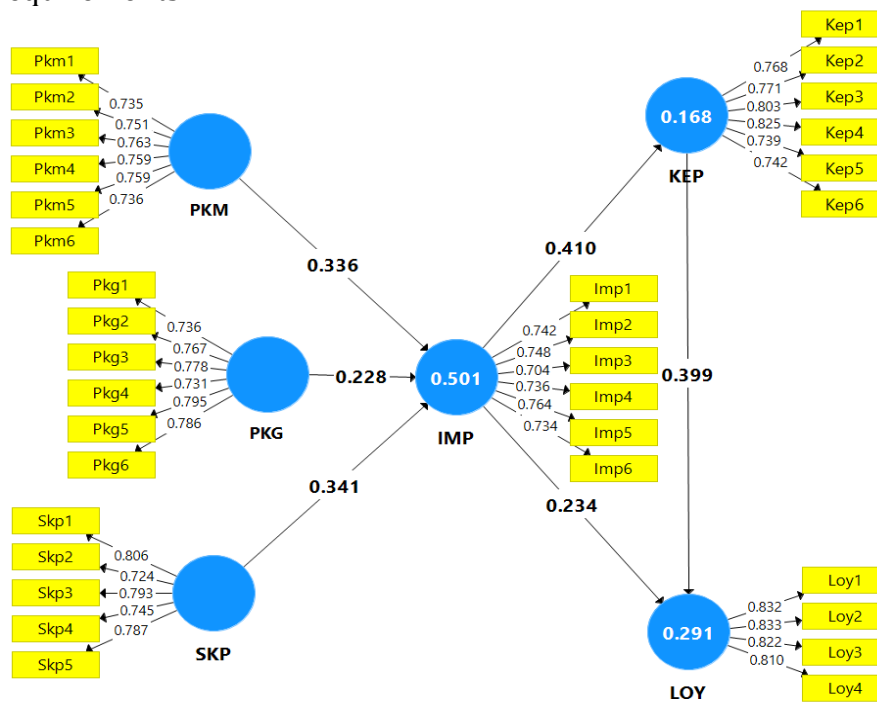 Pkm1
Pkm2
Pkm3
Pkm4
Pkm5
Pkm6
0.735
0.751
0.763
0.759
0.759
0.736
PKM
0.336
Pkg1
Pkg2
Pkg3
Pkg4
Pkg5
Pkg6
0.736
0.767
0.778
0.731
0.795
0.786
PKG
0.228
Skp1
Skp2
Skp3
Skp4
Skp5
0.806
0.724
0.793
0.745
0.787
SKP
0.341
0.501
IMP
0.742
0.748
0.704
0.736
0.764
0.734
Imp1
Imp2
Imp3
Imp4
Imp5
Imp6
0.410
0.234
0.168
KEP
0.768
0.771
0.803
0.825
0.739
0.742
Kep1
Kep2
Kep3
Kep4
Kep5
Kep6
0.399
0.291
LOY
0.832
0.833
0.822
0.810
Loy1
Loy2
Loy3
Loy4